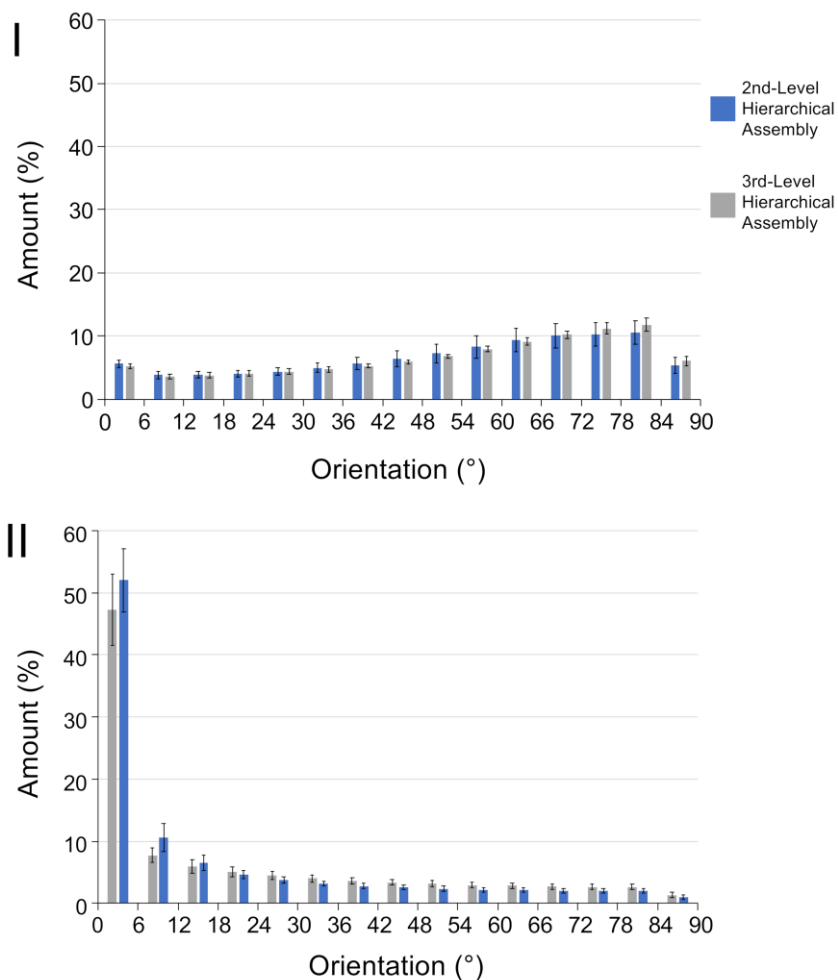 I
60
50
40
30
20
10
0
Amount (%)
0 6 12 18 24 26 36 42 48 54 60 66 72 78 84 90
Orientation (°)
2nd-Level
Hierarchical
Assembly
3rd-Level
Hierarchical
Assembly
II
60
50
40
30
20
10
0
Amount (%)
0 6 12 18 24 26 36 42 48 54 60 66 72 78 84 90
Orientation (°)